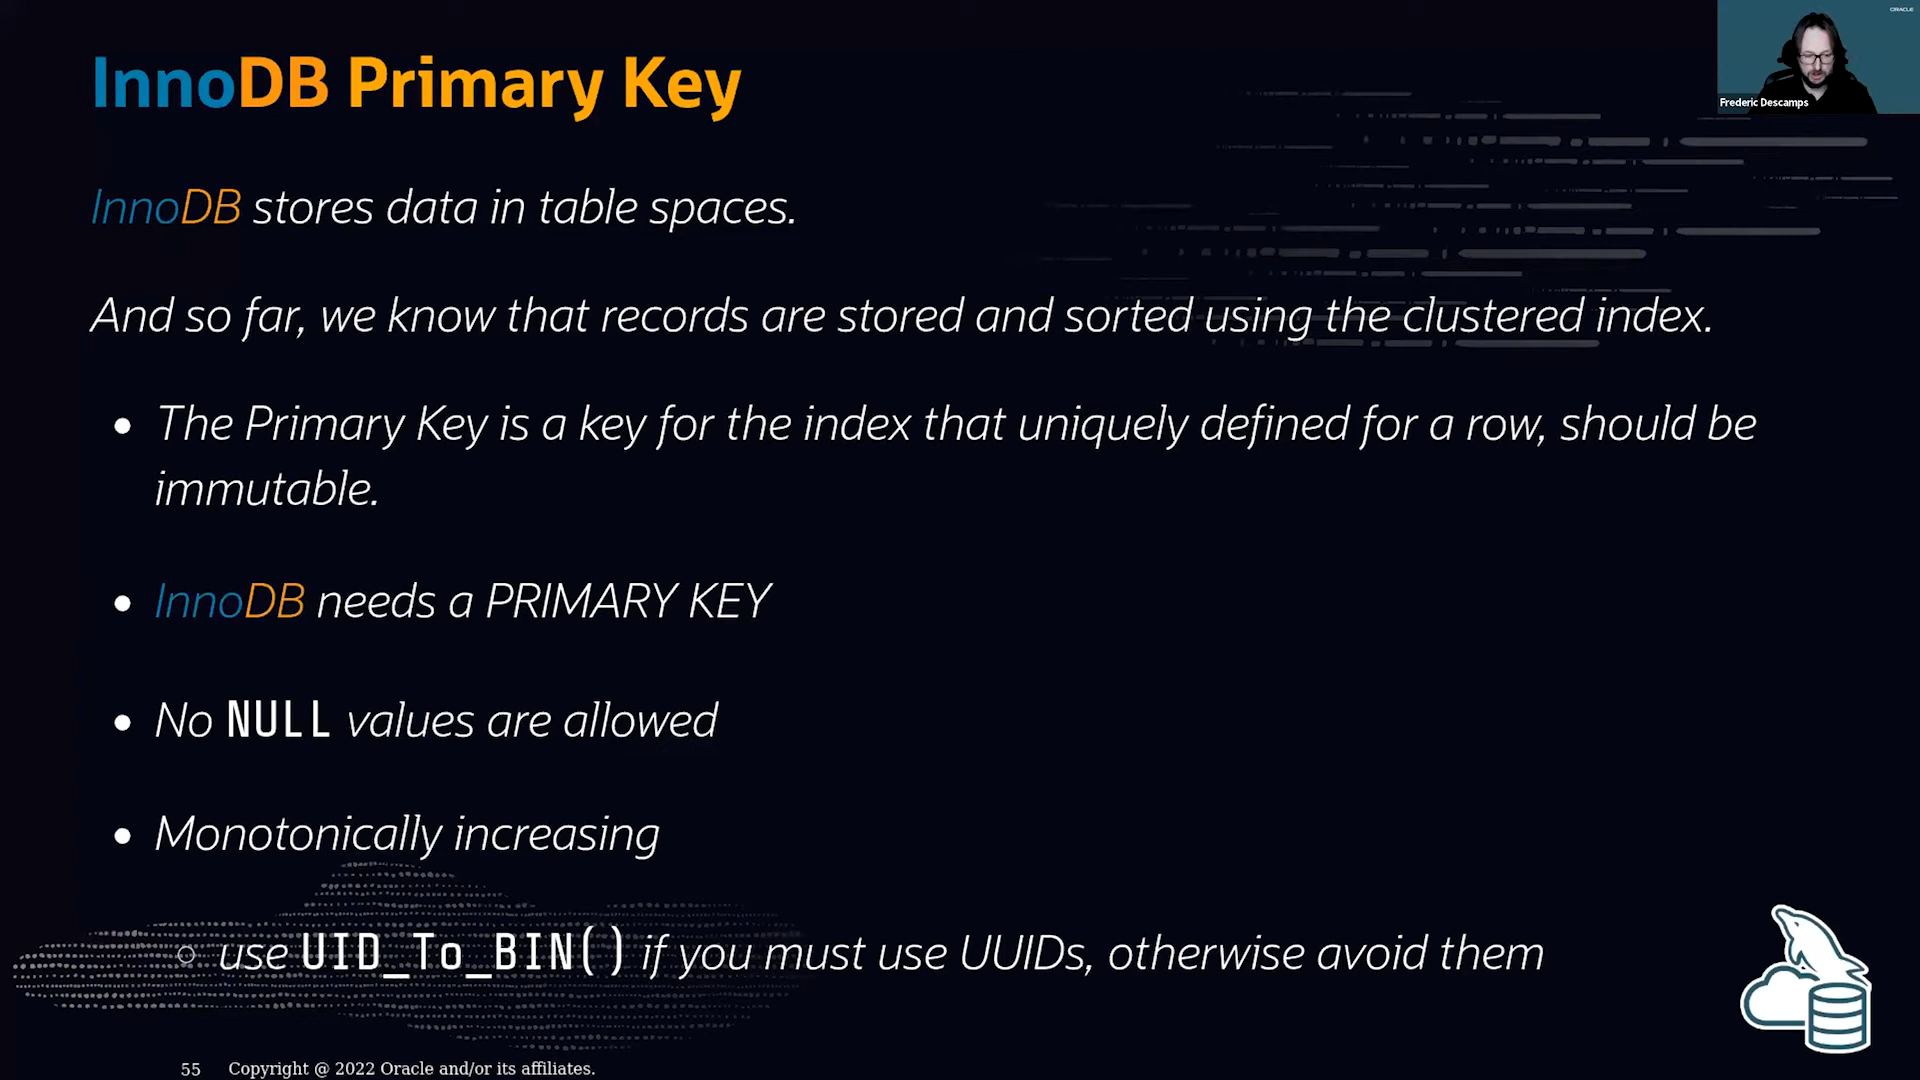 ORACLE
Frederic Descamps
InnoDB Primary Key
InnoDB stores data in table spaces.
And so far, we know that records are stored and sorted using the clustered index.
• The Primary Key is a key for the index that uniquely defined for a row, should be
immutable.
• InnoDB needs a PRIMARY KEY
• No NULL values are allowed
• Monotonically increasing
○ use UID_To_BIN() if you must use UUIDs, otherwise avoid them
55 Copyright @ 2022 Oracle and/or its affiliates.